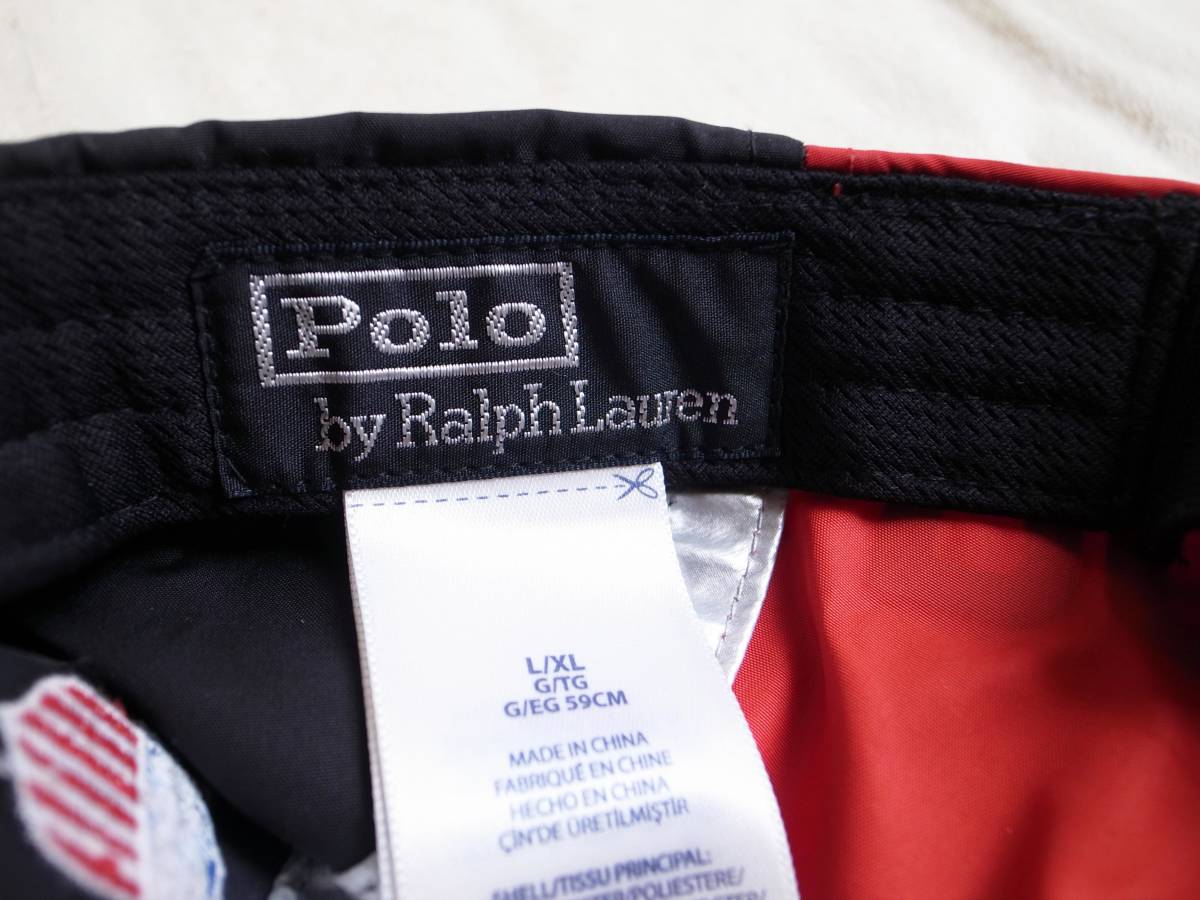 Polo
by Ralph Lauren
L/XL
G/TG
G/EG 59CM
MADE IN CHINA
FABRIQUÉ EN CHINE
HECHO EN CHINA
ÇİN'DE ÜRETİLMİŞTİR
SHELL/TISSU PRINCIPAL: